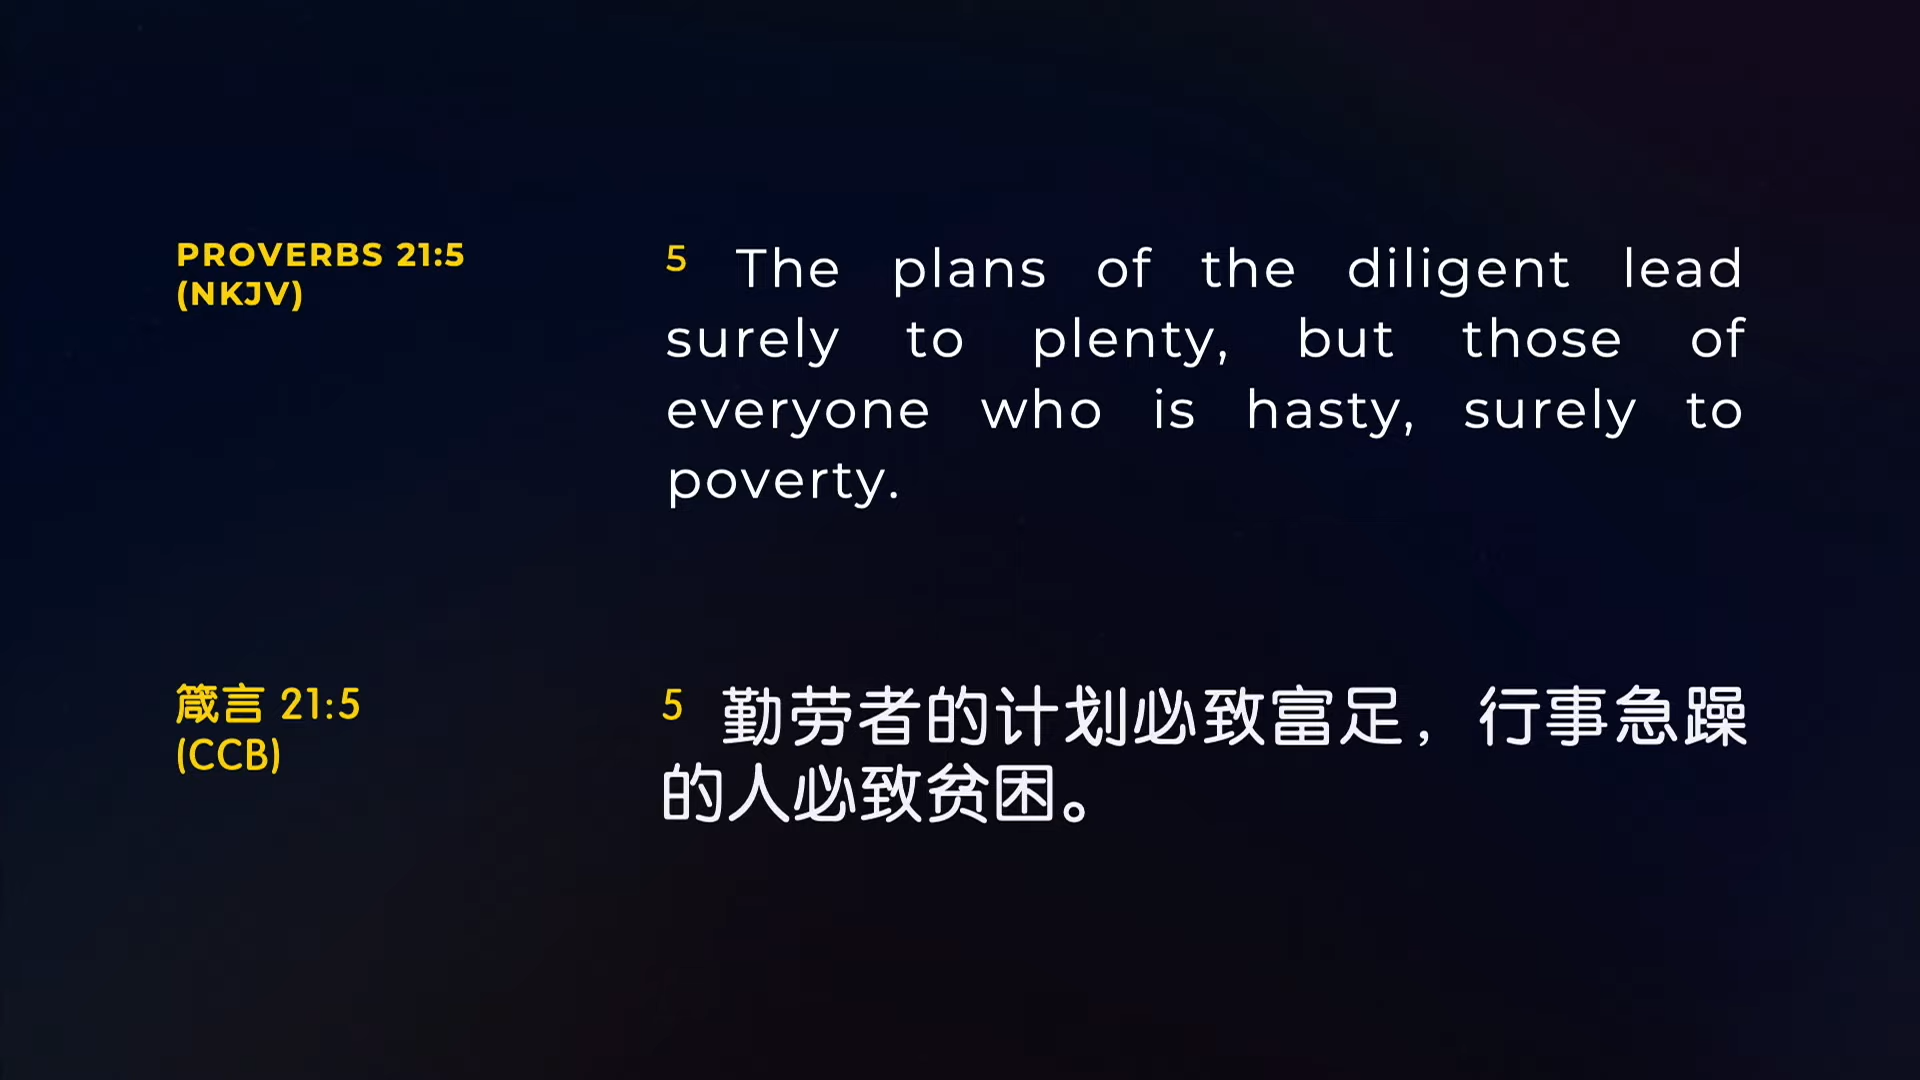 PROVERBS 21:5
(NKJV)
5 The plans of the diligent lead
surely to plenty, but those of
everyone who is hasty, surely to
poverty.
箴言 21:5
(CCB)
5 勤劳者的计划必致富足，行事急躁
的人必致贫困。